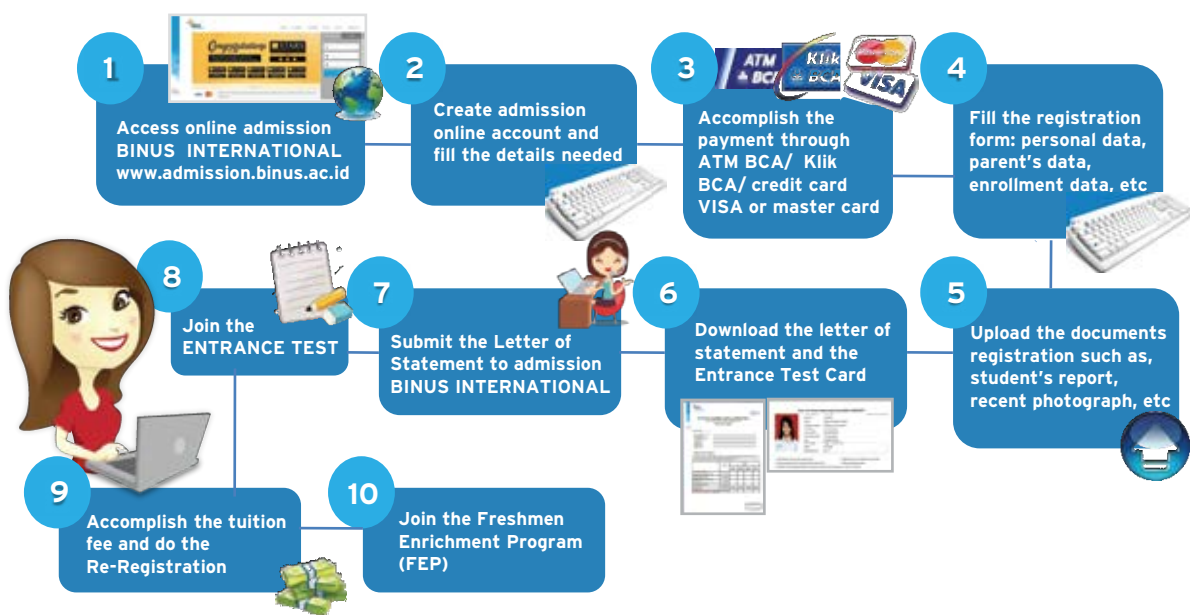 1
Access online admission
BINUS INTERNATIONAL
www.admission.binus.ac.id
2
Create admission
online account and
fill the details needed
3
ATM
BCA
Klik
BCA
MasterCard
VISA
Accomplish the
payment through
ATM BCA/ Klik
BCA/ credit card
VISA or master card
4
Fill the registration
form: personal data,
parent's data,
enrollment data, etc
5
Upload the documents
registration such as,
student's report,
recent photograph, etc
6
Download the letter of
statement and the
Entrance Test Card
7
Submit the Letter of
Statement to admission
BINUS INTERNATIONAL
8
Join the
ENTRANCE TEST
9
Accomplish the tuition
fee and do the
Re-Registration
10
Join the Freshmen
Enrichment Program
(FEP)